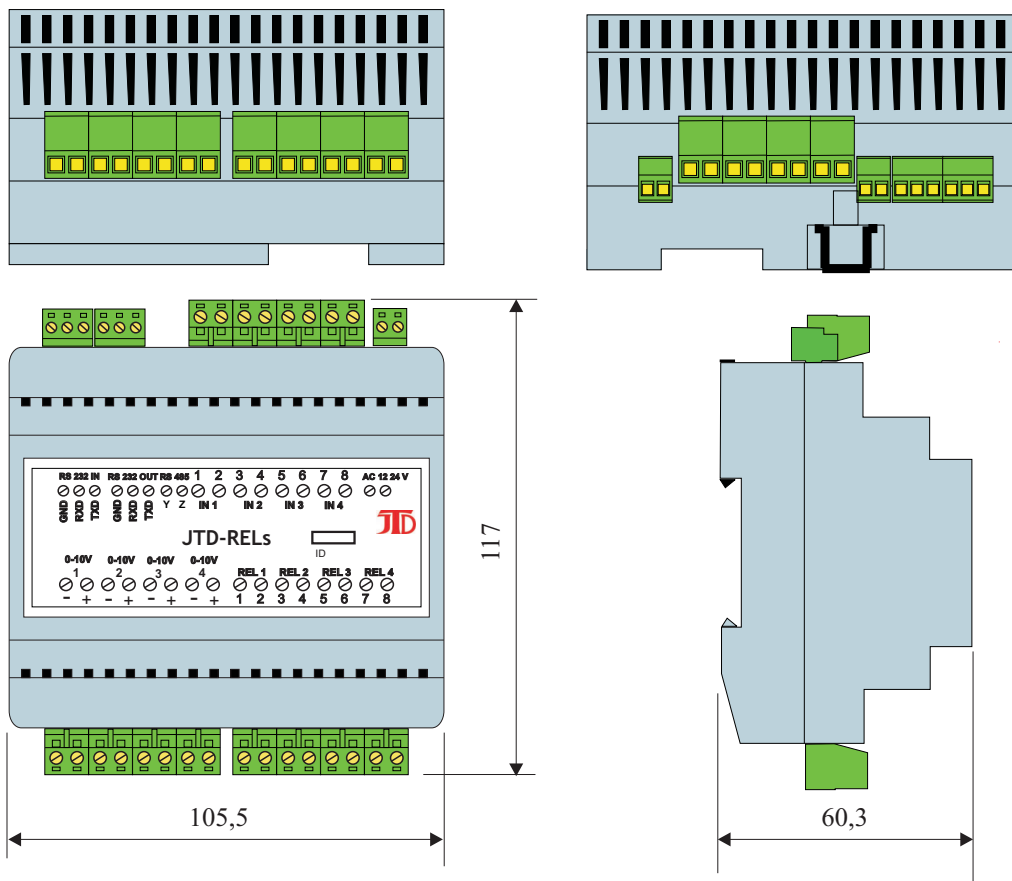 RS 232 IN RS 232 OUT RS 485 1 2 3 4 5 6 7 8 AC 12 24 V
GND RXD TXD GND RXD TXD Y Z IN 1 IN 2 IN 3 IN 4
JTD-RELs JTD
ID
0-10V 0-10V 0-10V 0-10V REL 1 REL 2 REL 3 REL 4
1 2 3 4
− + − + − + − + 1 2 3 4 5 6 7 8
117
105,5
60,3